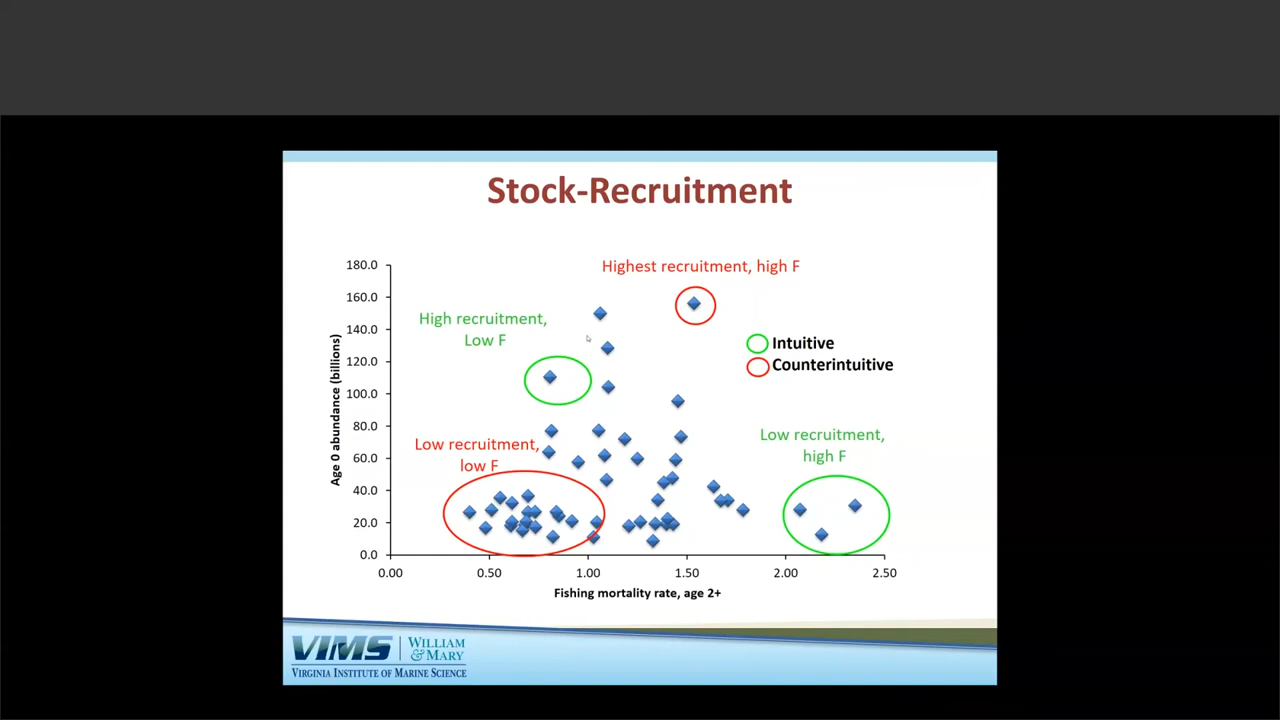 Stock-Recruitment
180.0
160.0
140.0
120.0
100.0
80.0
60.0
40.0
20.0
0.0
Age 0 abundance (billions)
Highest recruitment, high F
High recruitment,
Low F
Intuitive
Counterintuitive
Low recruitment,
low F
Low recruitment,
high F
0.00 0.50 1.00 1.50 2.00 2.50
Fishing mortality rate, age 2+
VIMS
WILLIAM
& MARY
VIRGINIA INSTITUTE OF MARINE SCIENCE